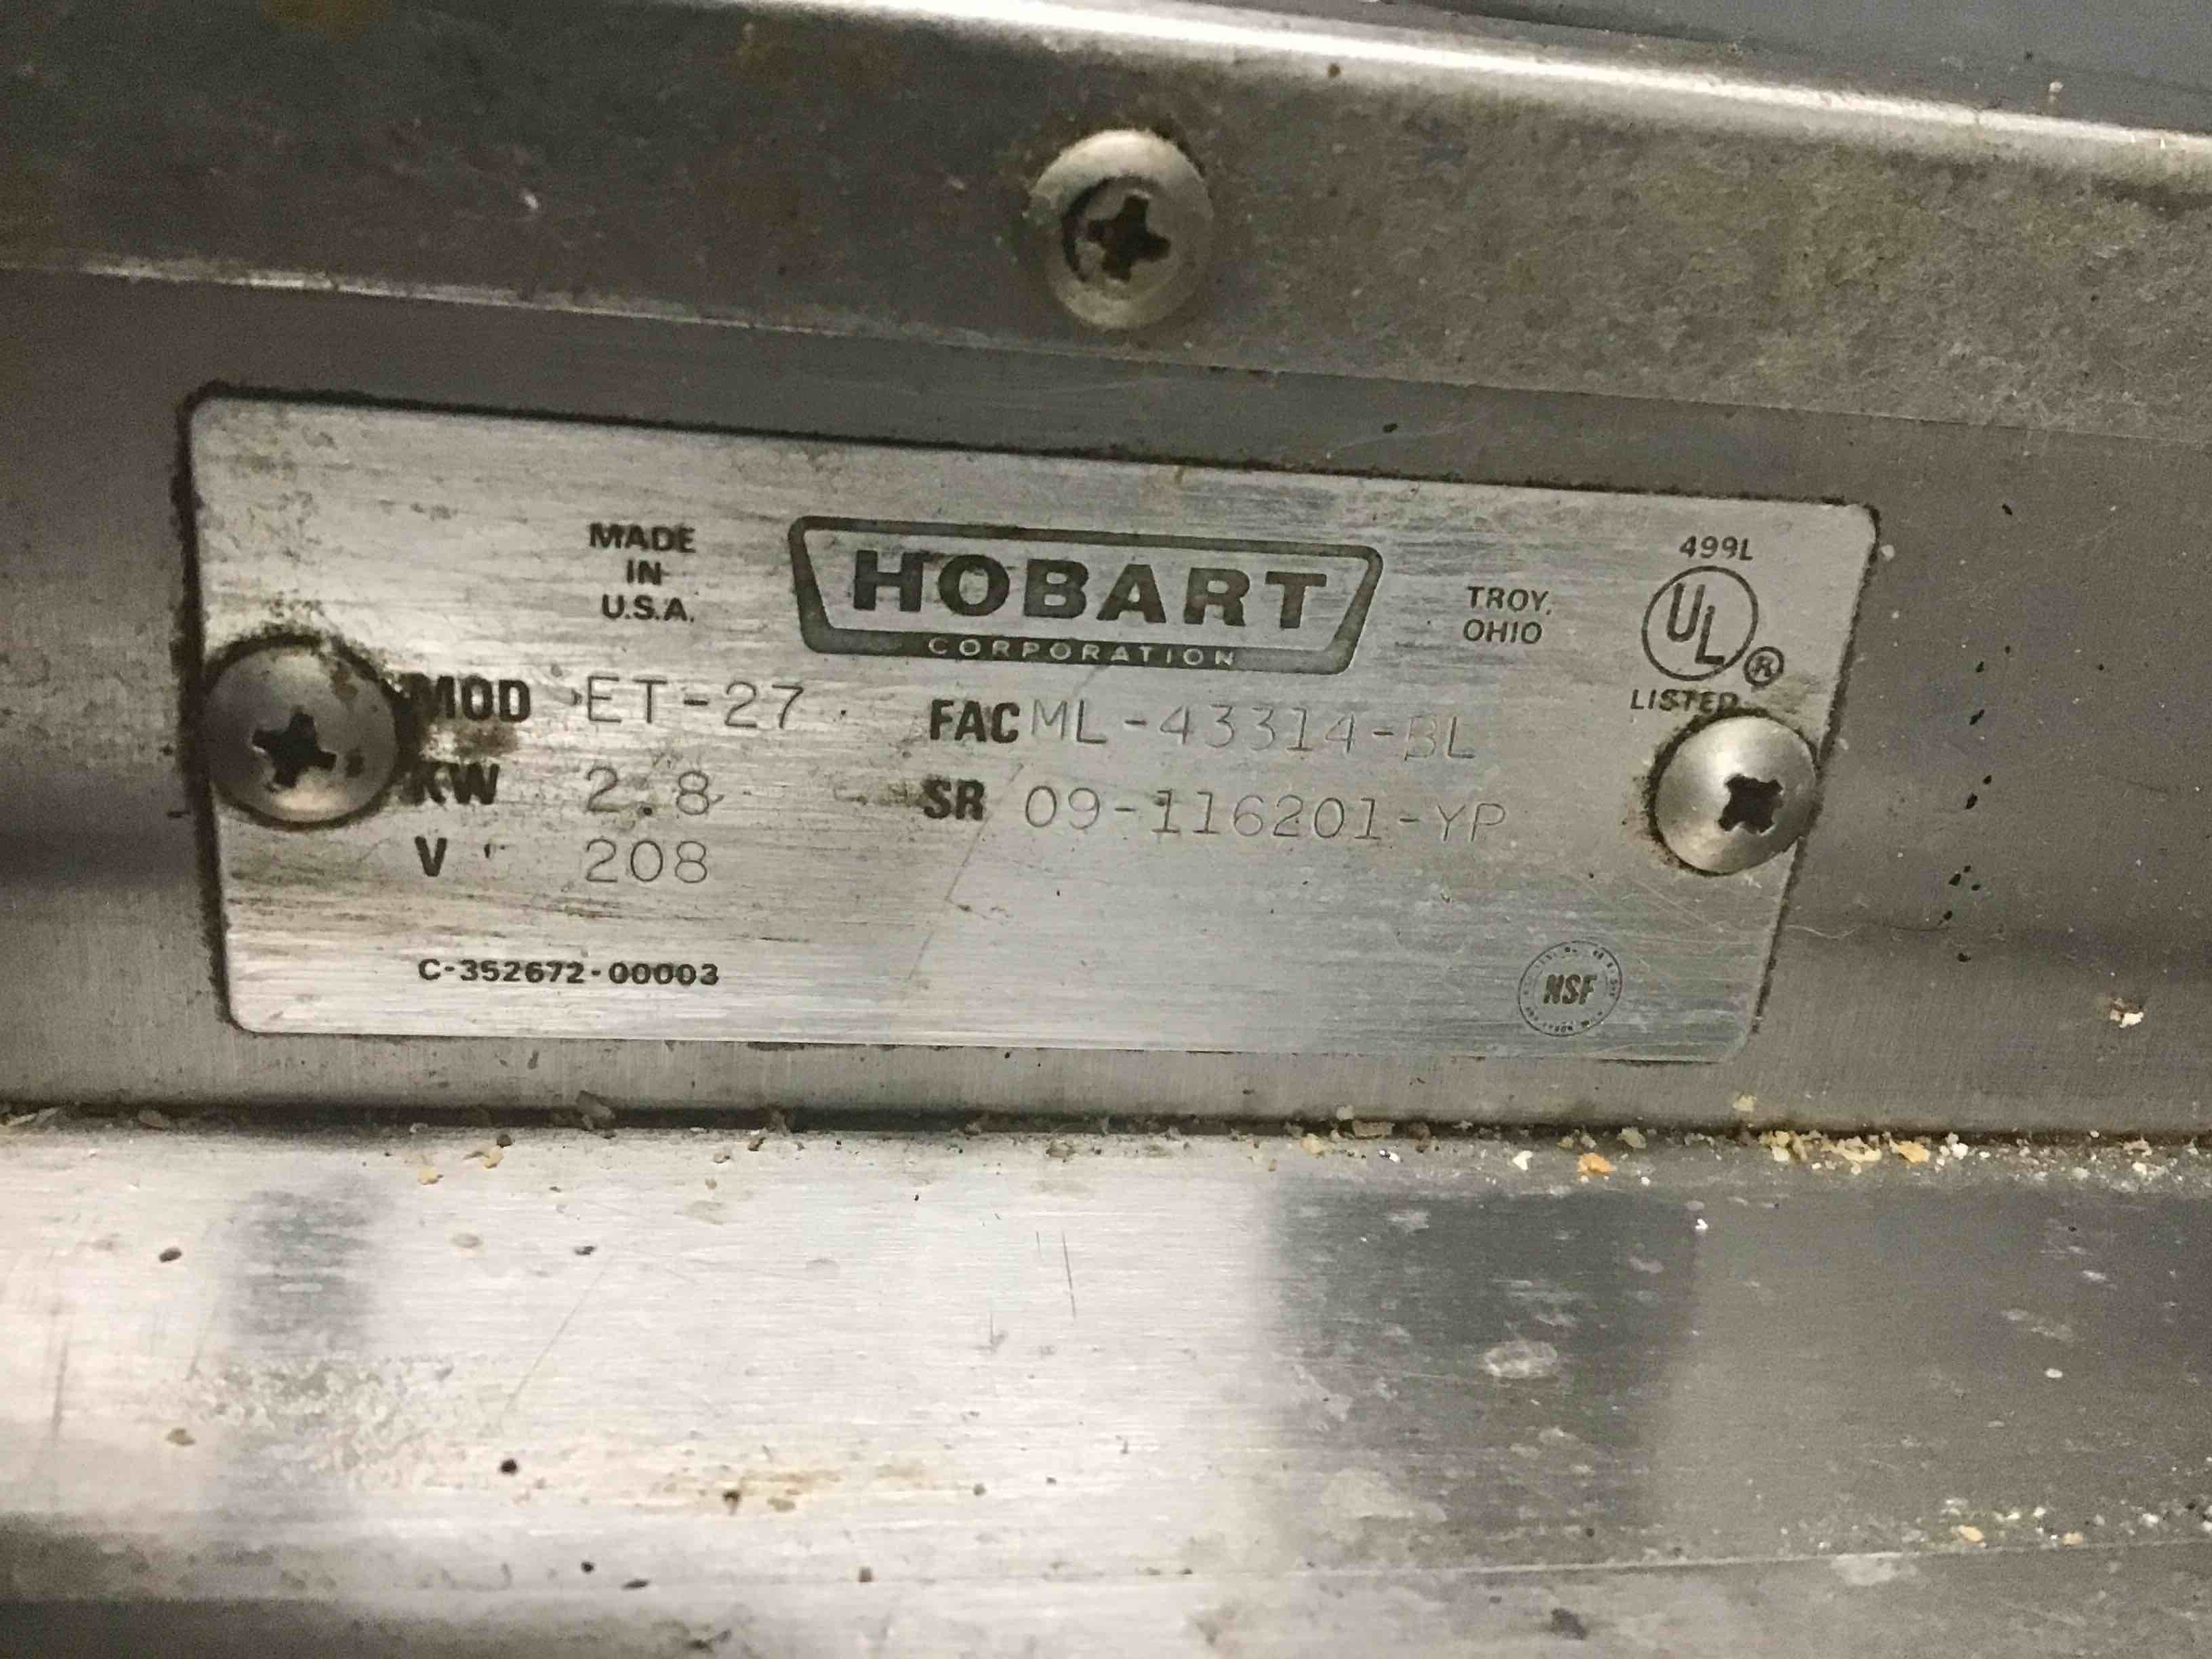 MADE
IN
U.S.A.
HOBART
CORPORATION
TROY,
OHIO
499L
UL®
LISTED
MOD ET-27
FAC ML-43314-BL
KW 2.8
SR 09-116201-YP
V 208
C-352672-00003
NSF